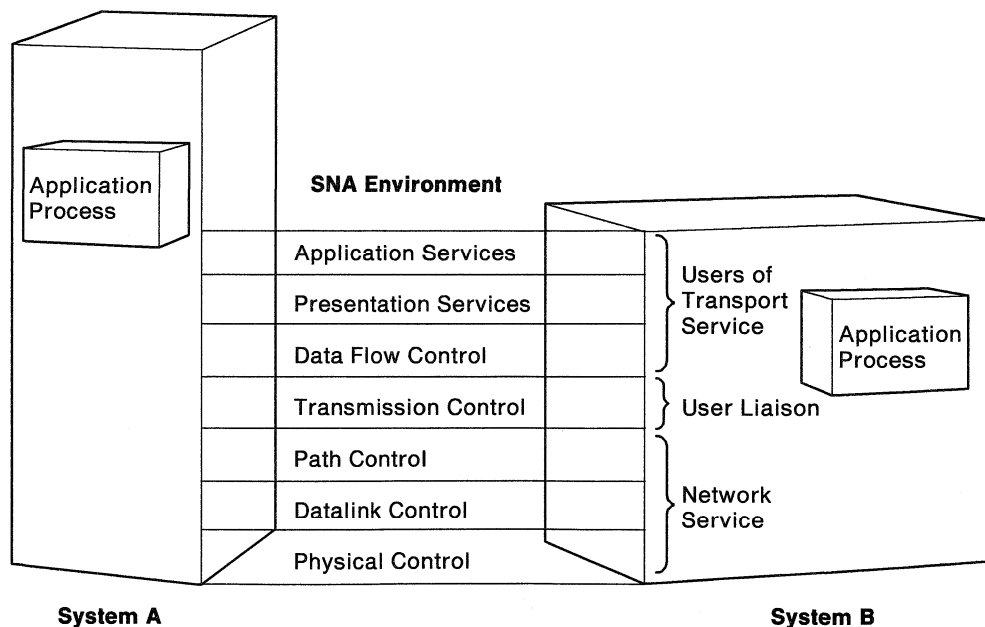 Application
Process
SNA Environment
Application Services
Presentation Services
Data Flow Control
Transmission Control
Path Control
Datalink Control
Physical Control
Users of
Transport
Service
User Liaison
Network
Service
Application
Process
System A
System B